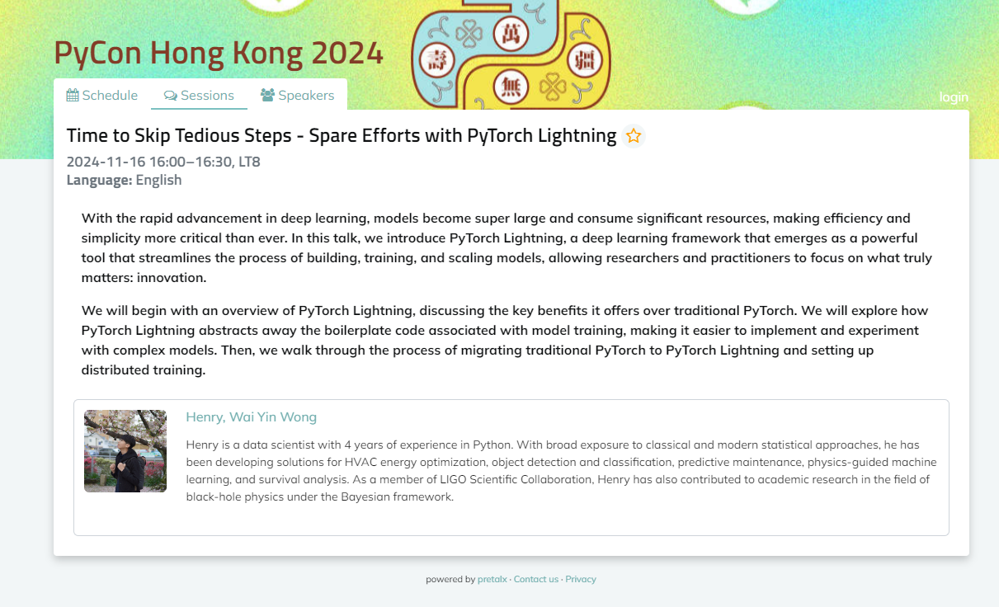 PyCon Hong Kong 2024
萬
壽
疆
無
Schedule
Sessions
Speakers
login
Time to Skip Tedious Steps - Spare Efforts with PyTorch Lightning
2024-11-16 16:00–16:30, LT8
Language: English
With the rapid advancement in deep learning, models become super large and consume significant resources, making efficiency and
simplicity more critical than ever. In this talk, we introduce PyTorch Lightning, a deep learning framework that emerges as a powerful
tool that streamlines the process of building, training, and scaling models, allowing researchers and practitioners to focus on what truly
matters: innovation.
We will begin with an overview of PyTorch Lightning, discussing the key benefits it offers over traditional PyTorch. We will explore how
PyTorch Lightning abstracts away the boilerplate code associated with model training, making it easier to implement and experiment
with complex models. Then, we walk through the process of migrating traditional PyTorch to PyTorch Lightning and setting up
distributed training.
Henry, Wai Yin Wong
Henry is a data scientist with 4 years of experience in Python. With broad exposure to classical and modern statistical approaches, he has
been developing solutions for HVAC energy optimization, object detection and classification, predictive maintenance, physics-guided machine
learning, and survival analysis. As a member of LIGO Scientific Collaboration, Henry has also contributed to academic research in the field of
black-hole physics under the Bayesian framework.
powered by pretalx · Contact us · Privacy